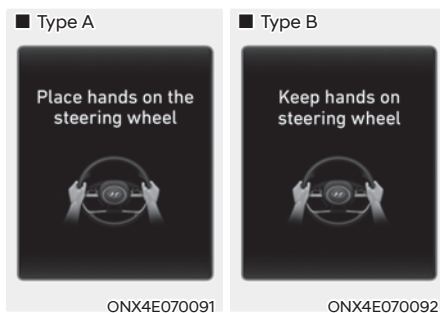 ■ Type A
Place hands on the
steering wheel
ONX4E070091
■ Type B
Keep hands on
steering wheel
ONX4E070092